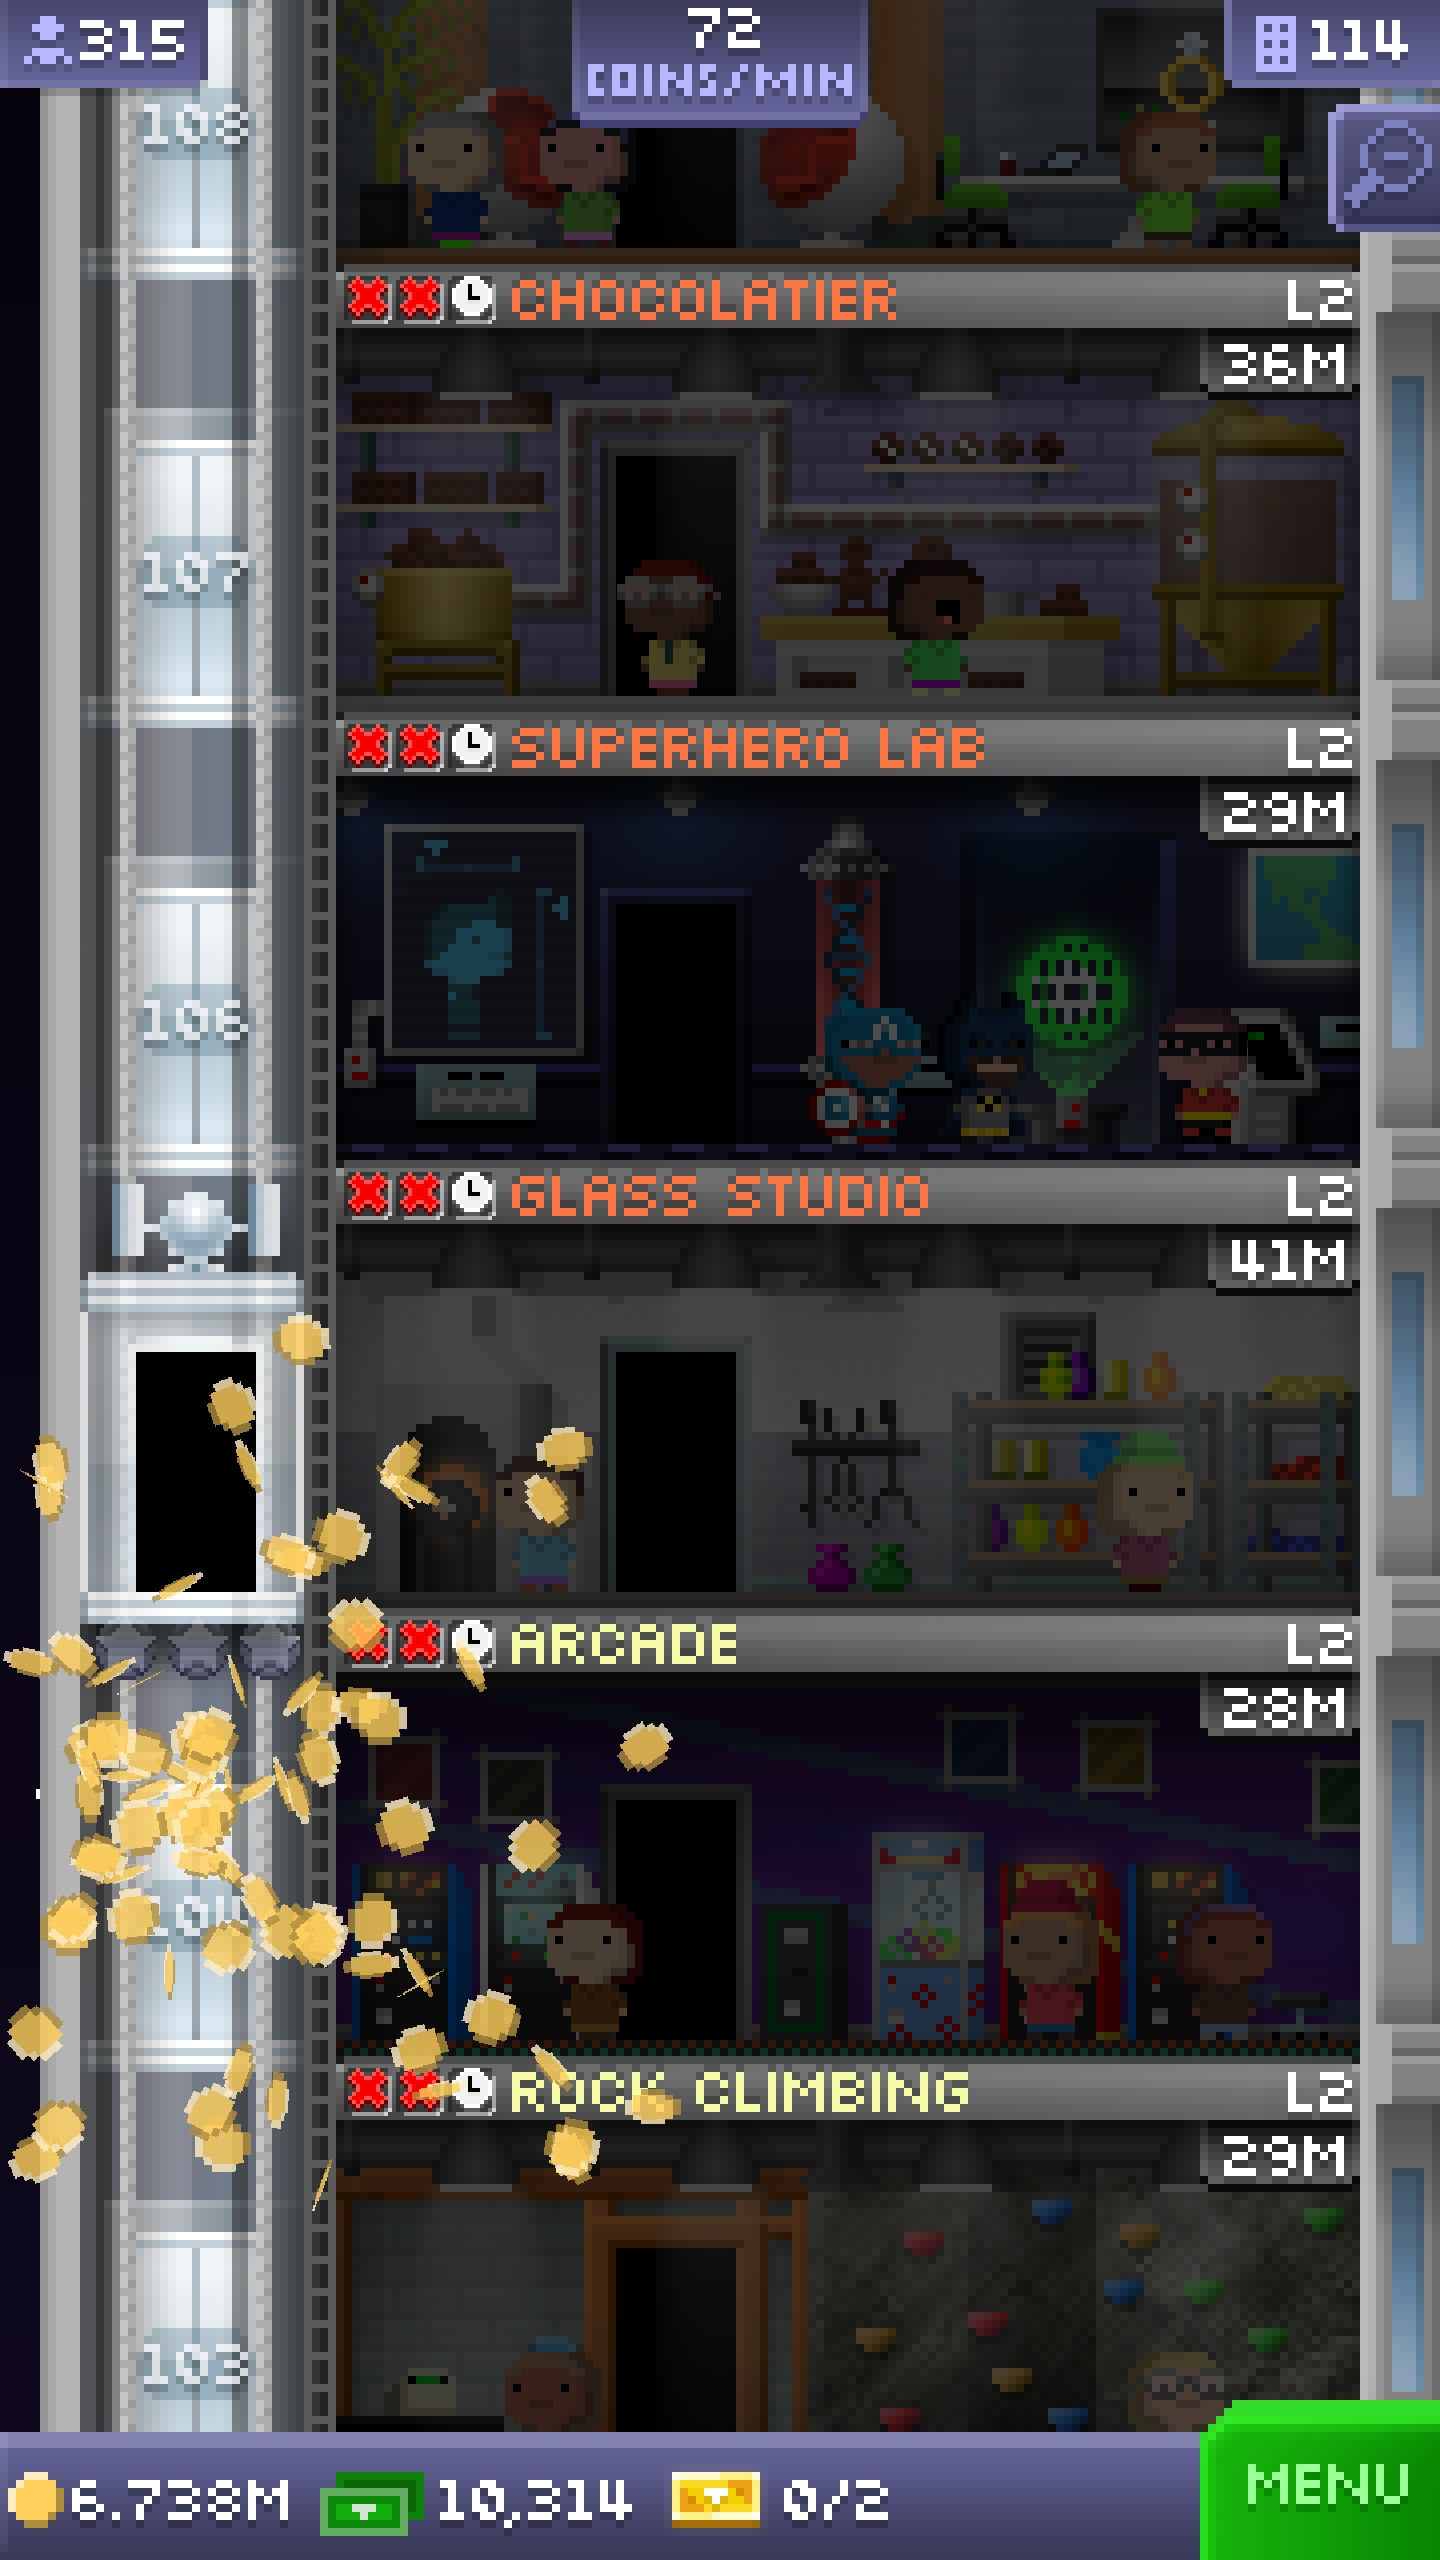 315
72
COINS/MIN
114
108
CHOCOLATIER L2
36M
107
SUPERHERO LAB L2
29M
106
GLASS STUDIO L2
41M
ARCADE L2
28M
104
ROCK CLIMBING L2
29M
103
6.738M 10,314 0/2 MENU